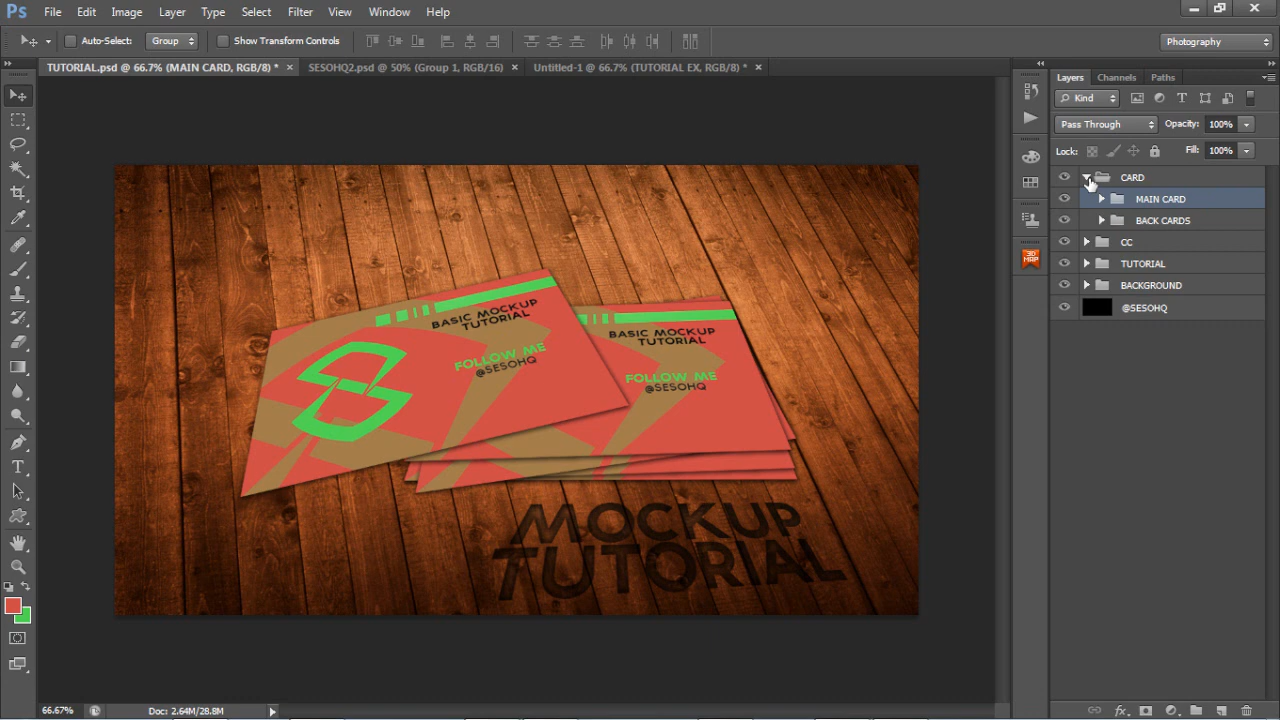 Ps File Edit Image Layer Type Select Filter View Window Help
Auto-Select: Group Show Transform Controls Photography
TUTORIAL.psd @ 66.7% (MAIN CARD, RGB/8) * × SESOHQ2.psd @ 50% (Group 1, RGB/16) × Untitled-1 @ 66.7% (TUTORIAL EX, RGB/8) * ×
Layers Channels Paths
Kind
Pass Through Opacity: 100%
Lock: Fill: 100%
CARD
MAIN CARD
BACK CARDS
CC
TUTORIAL
BACKGROUND
@SESOHQ
3D
MAP
BASIC MOCKUP
TUTORIAL
FOLLOW ME
@SESOHQ
BASIC MOCKUP
TUTORIAL
FOLLOW ME
@SESOHQ
MOCKUP
TUTORIAL
66.67% Doc: 2.64M/28.8M